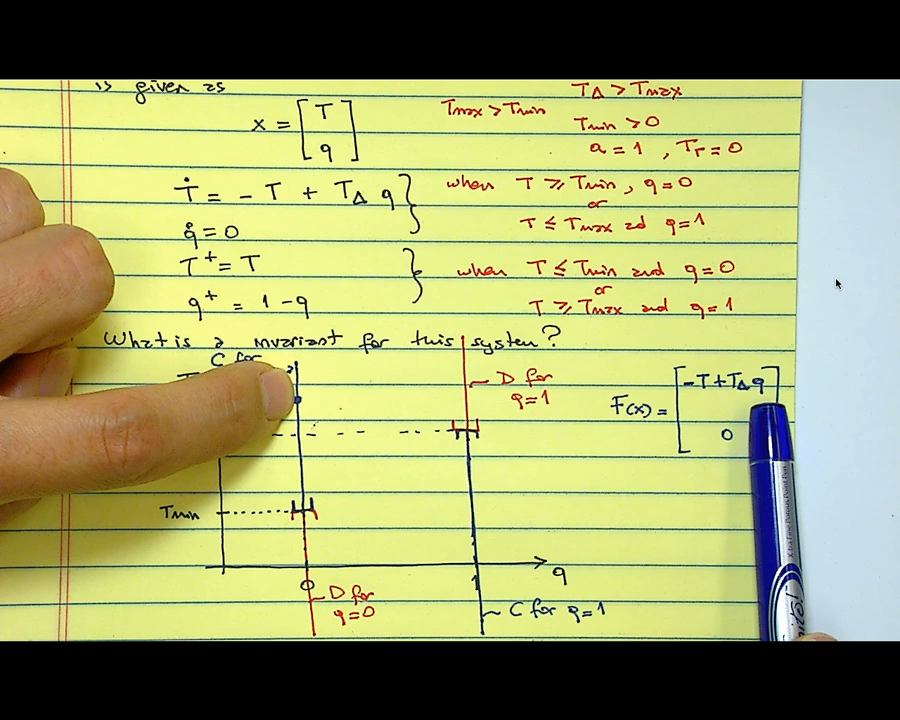 is given as
x = [ T
q ]
Tmax > Tmin
TΔ > Tmax
Tmin > 0
a = 1 , Tr = 0
Ṫ = - T + TΔ q
q̇ = 0
when T ≥ Tmin, q = 0
or
T ≤ Tmax ad q = 1
T⁺ = T
q⁺ = 1 - q
when T ≤ Tmin and q = 0
or
T ≥ Tmax and q = 1
What is a invariant for this system?
C for
D for
q=1
F(x) = [ -T + TΔ q
0 ]
Tmin
0
q
D for
q=0
C for q=1